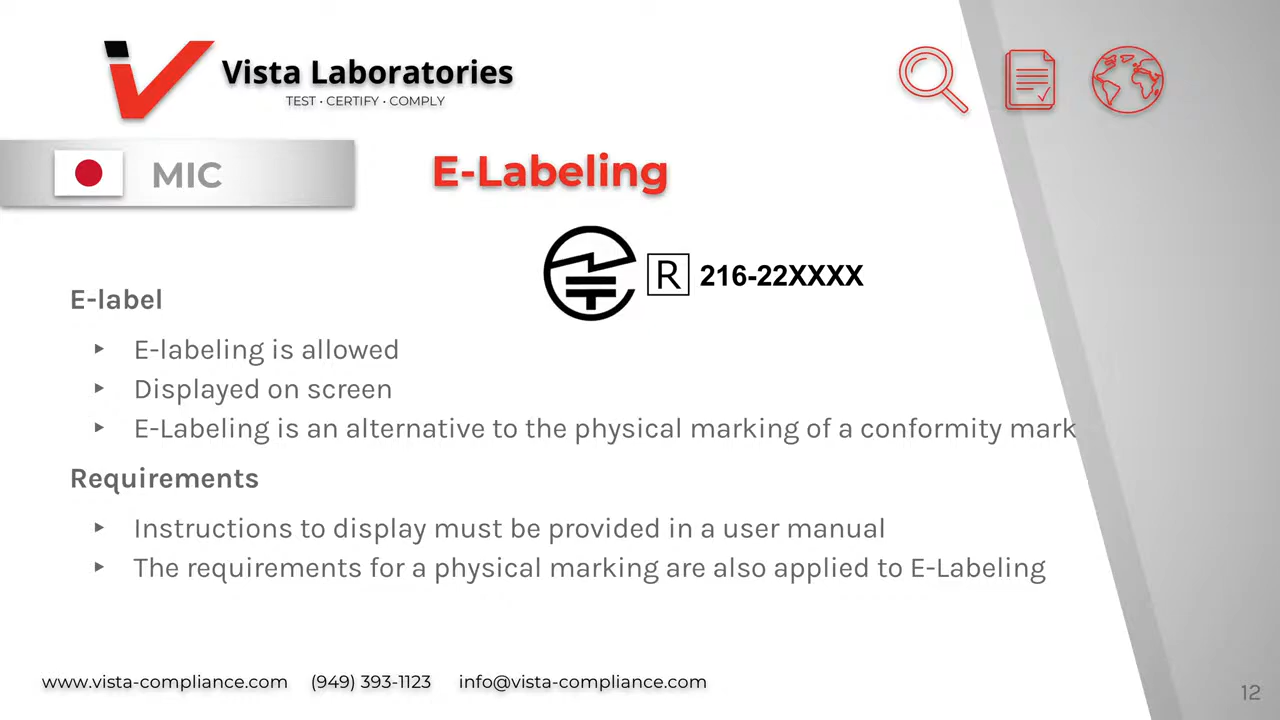 Vista Laboratories
TEST · CERTIFY · COMPLY
MIC
E-Labeling
R 216-22XXXX
E-label
‣ E-labeling is allowed
‣ Displayed on screen
‣ E-Labeling is an alternative to the physical marking of a conformity mark
Requirements
‣ Instructions to display must be provided in a user manual
‣ The requirements for a physical marking are also applied to E-Labeling
www.vista-compliance.com (949) 393-1123 info@vista-compliance.com
12